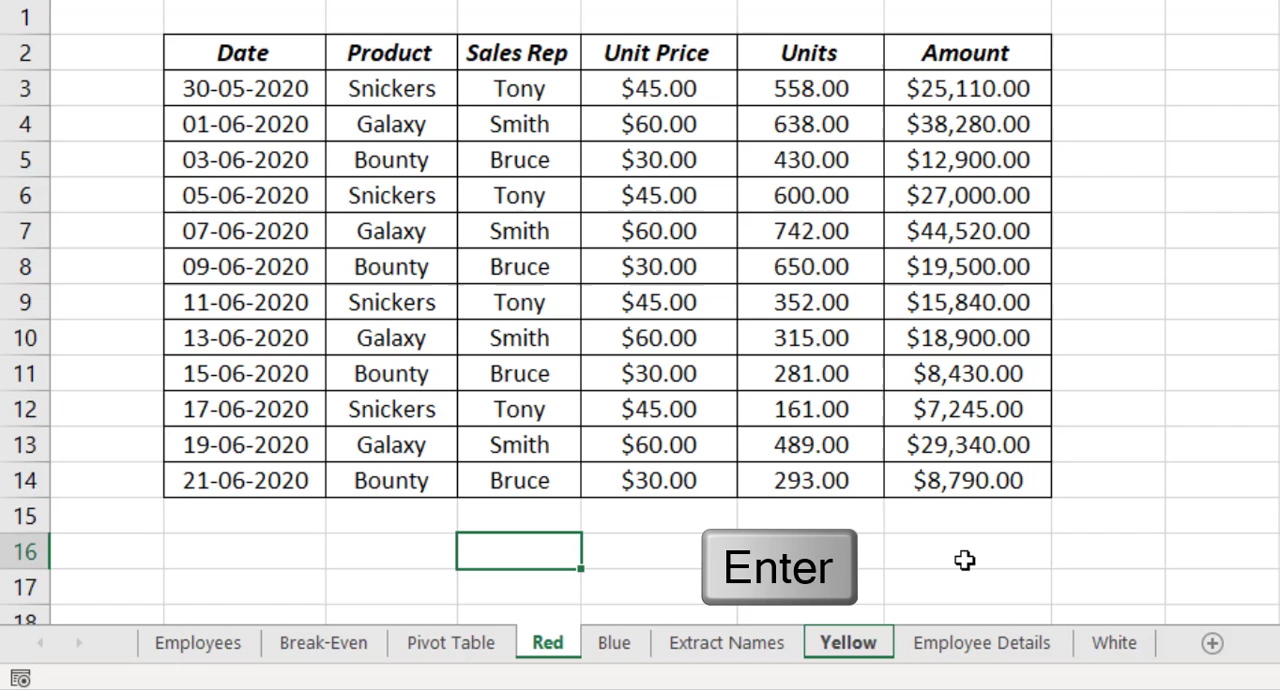 1
2 Date Product Sales Rep Unit Price Units Amount
3 30-05-2020 Snickers Tony $45.00 558.00 $25,110.00
4 01-06-2020 Galaxy Smith $60.00 638.00 $38,280.00
5 03-06-2020 Bounty Bruce $30.00 430.00 $12,900.00
6 05-06-2020 Snickers Tony $45.00 600.00 $27,000.00
7 07-06-2020 Galaxy Smith $60.00 742.00 $44,520.00
8 09-06-2020 Bounty Bruce $30.00 650.00 $19,500.00
9 11-06-2020 Snickers Tony $45.00 352.00 $15,840.00
10 13-06-2020 Galaxy Smith $60.00 315.00 $18,900.00
11 15-06-2020 Bounty Bruce $30.00 281.00 $8,430.00
12 17-06-2020 Snickers Tony $45.00 161.00 $7,245.00
13 19-06-2020 Galaxy Smith $60.00 489.00 $29,340.00
14 21-06-2020 Bounty Bruce $30.00 293.00 $8,790.00
15
16 Enter
17
18
Employees Break-Even Pivot Table Red Blue Extract Names Yellow Employee Details White